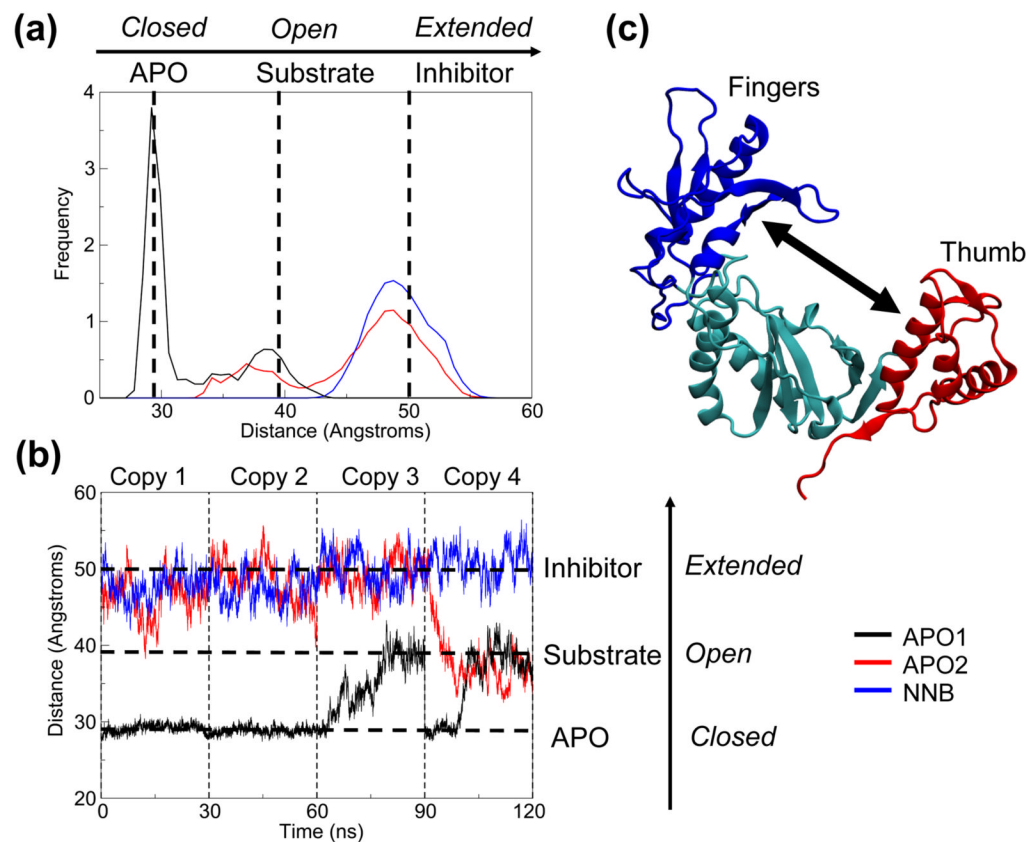 (a)
Closed Open Extended
APO Substrate Inhibitor
4
3
2
1
0
Frequency
30 40 50 60
Distance (Angstroms)
(b)
Copy 1 Copy 2 Copy 3 Copy 4
60
50
40
30
20
Distance (Angstroms)
0 30 60 90 120
Time (ns)
Inhibitor
Substrate
APO
Extended
Open
Closed
(c)
Fingers
Thumb
APO1
APO2
NNB